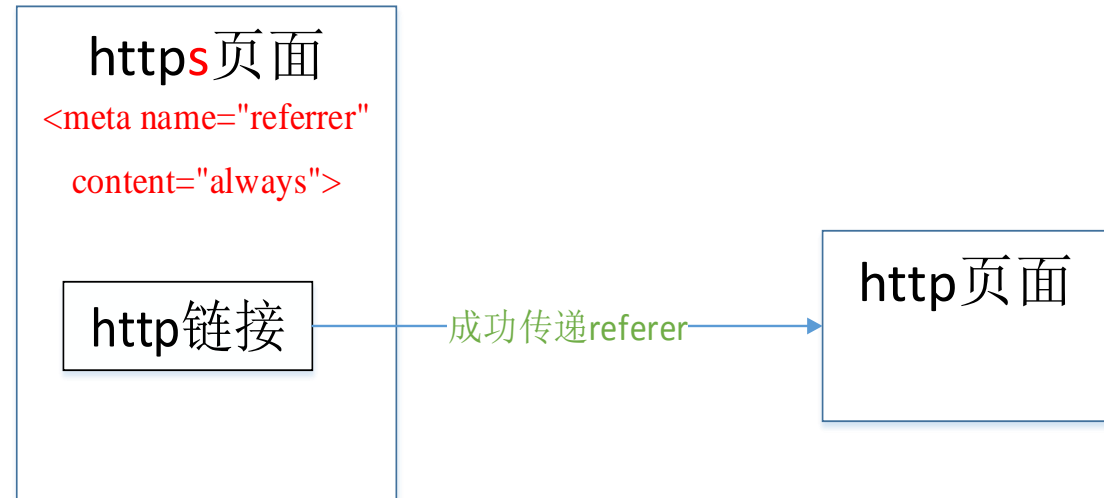 https页面
<meta name="referrer"
content="always">
http链接
成功传递referer
http页面